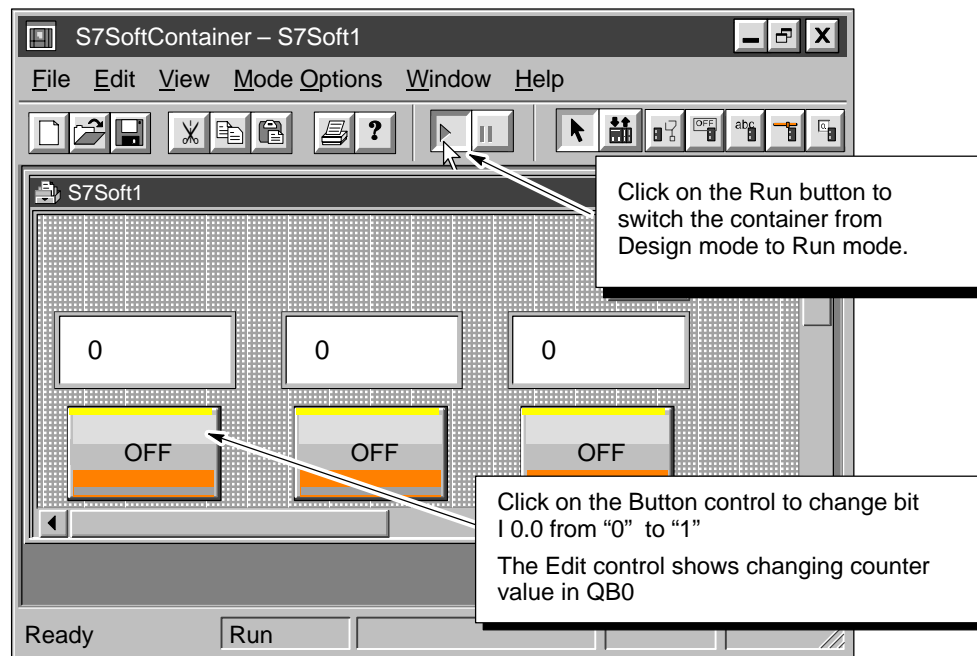 S7SoftContainer – S7Soft1
File Edit View Mode Options Window Help
? OFF abc α
S7Soft1
Click on the Run button to
switch the container from
Design mode to Run mode.
0 0 0
OFF OFF OFF
Click on the Button control to change bit
I 0.0 from “0” to “1”
The Edit control shows changing counter
value in QB0
Ready Run